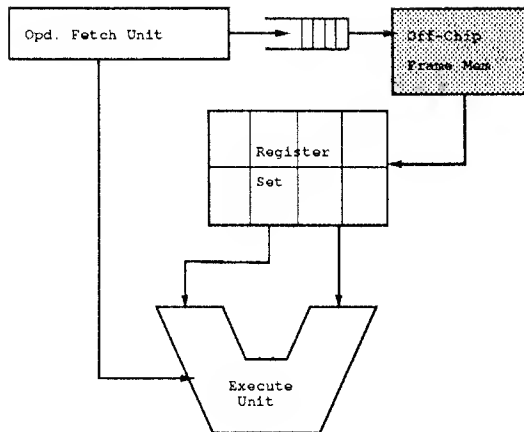 Opd. Fetch Unit
Off-Chip
Frame Mem
Register
Set
Execute
Unit